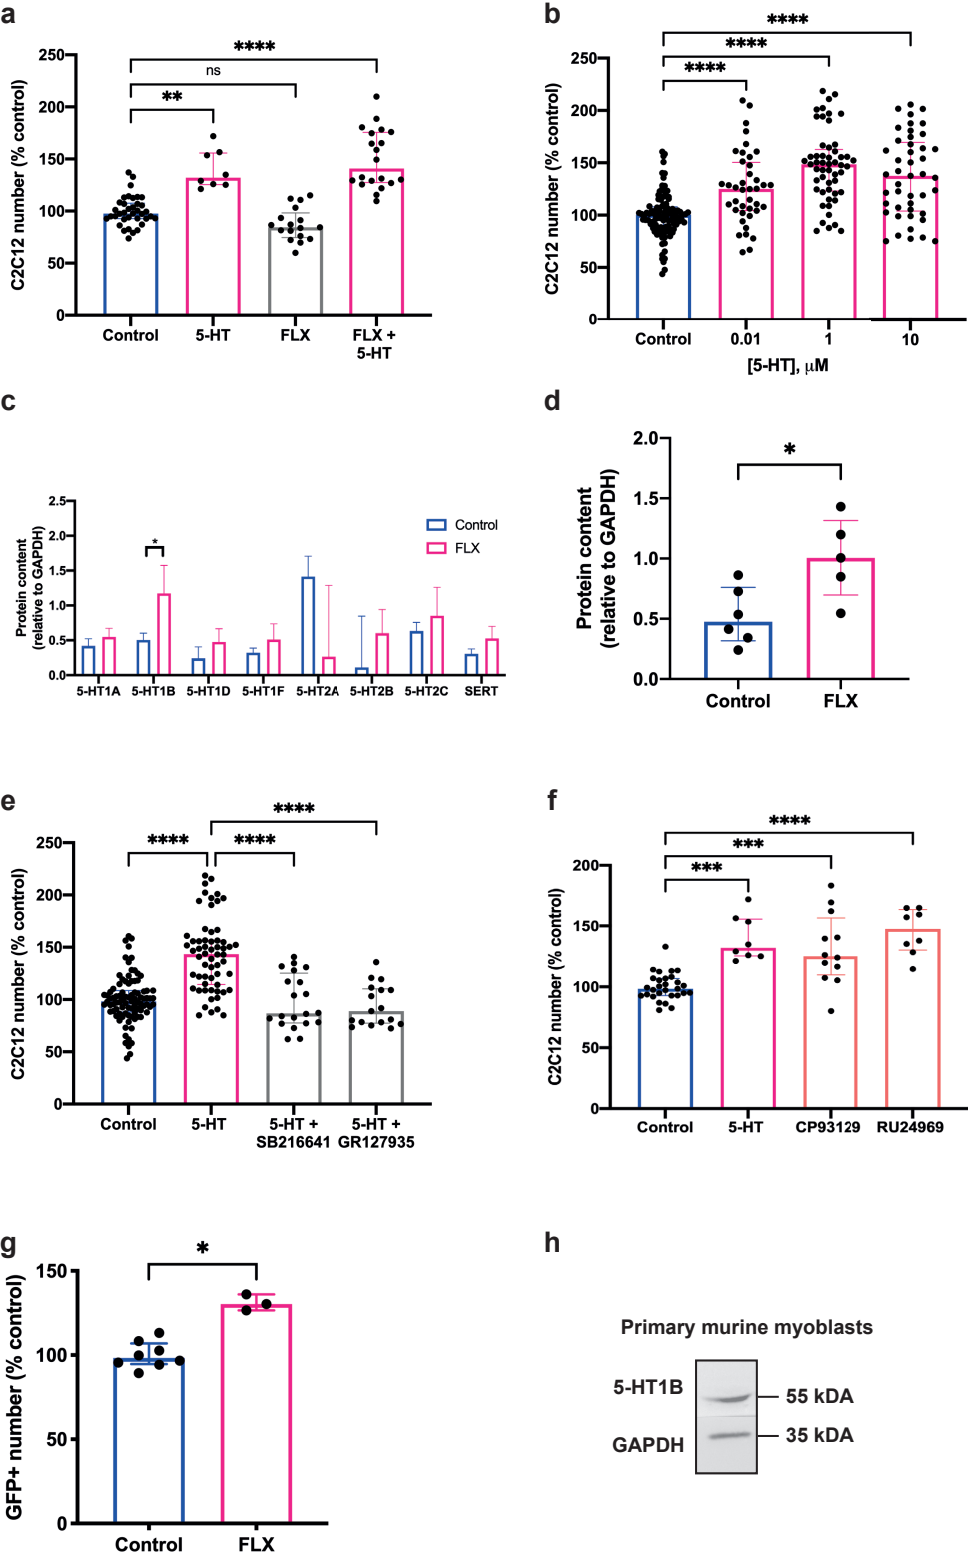 a
C2C12 number (% control)
250
200
150
100
50
0
****
ns
**
Control
5-HT
FLX
FLX +
5-HT
b
C2C12 number (% control)
250
200
150
100
50
0
****
****
****
Control
0.01
1
10
[5-HT], μM
c
Protein content
(relative to GAPDH)
2.5
2.0
1.5
1.0
0.5
0.0
*
Control
FLX
5-HT1A
5-HT1B
5-HT1D
5-HT1F
5-HT2A
5-HT2B
5-HT2C
SERT
d
Protein content
(relative to GAPDH)
2.0
1.5
1.0
0.5
0.0
*
Control
FLX
e
C2C12 number (% control)
250
200
150
100
50
0
****
****
****
Control
5-HT
5-HT +
SB216641
5-HT +
GR127935
f
C2C12 number (% control)
200
150
100
50
0
****
***
***
Control
5-HT
CP93129
RU24969
g
GFP+ number (% control)
150
100
50
0
*
Control
FLX
h
Primary murine myoblasts
5-HT1B
55 kDA
35 kDA
GAPDH